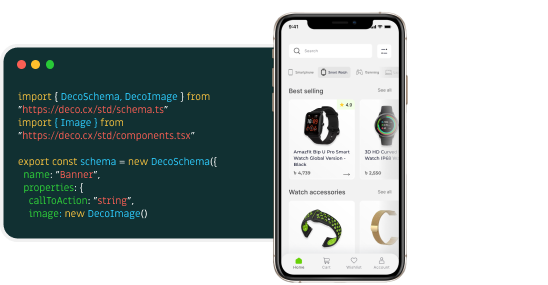 import { DecoSchema, DecoImage } from
"https://deco.cx/std/schema.ts"
import { Image } from
"https://deco.cx/std/components.tsx"
export const schema = new DecoSchema({
name: "Banner",
properties: {
callToAction: "string",
image: new DecoImage()
9:41
Search
Smartphone
Smart Watch
Gaming
Best selling
See all
4.9
Amazfit Bip U Pro Smart
Watch Global Version -
Black
৳ 4,739
3D HD Curved
Watch IP60 W
৳ 2,550
Watch accessories
See all
Home
Cart
Wishlist
Account